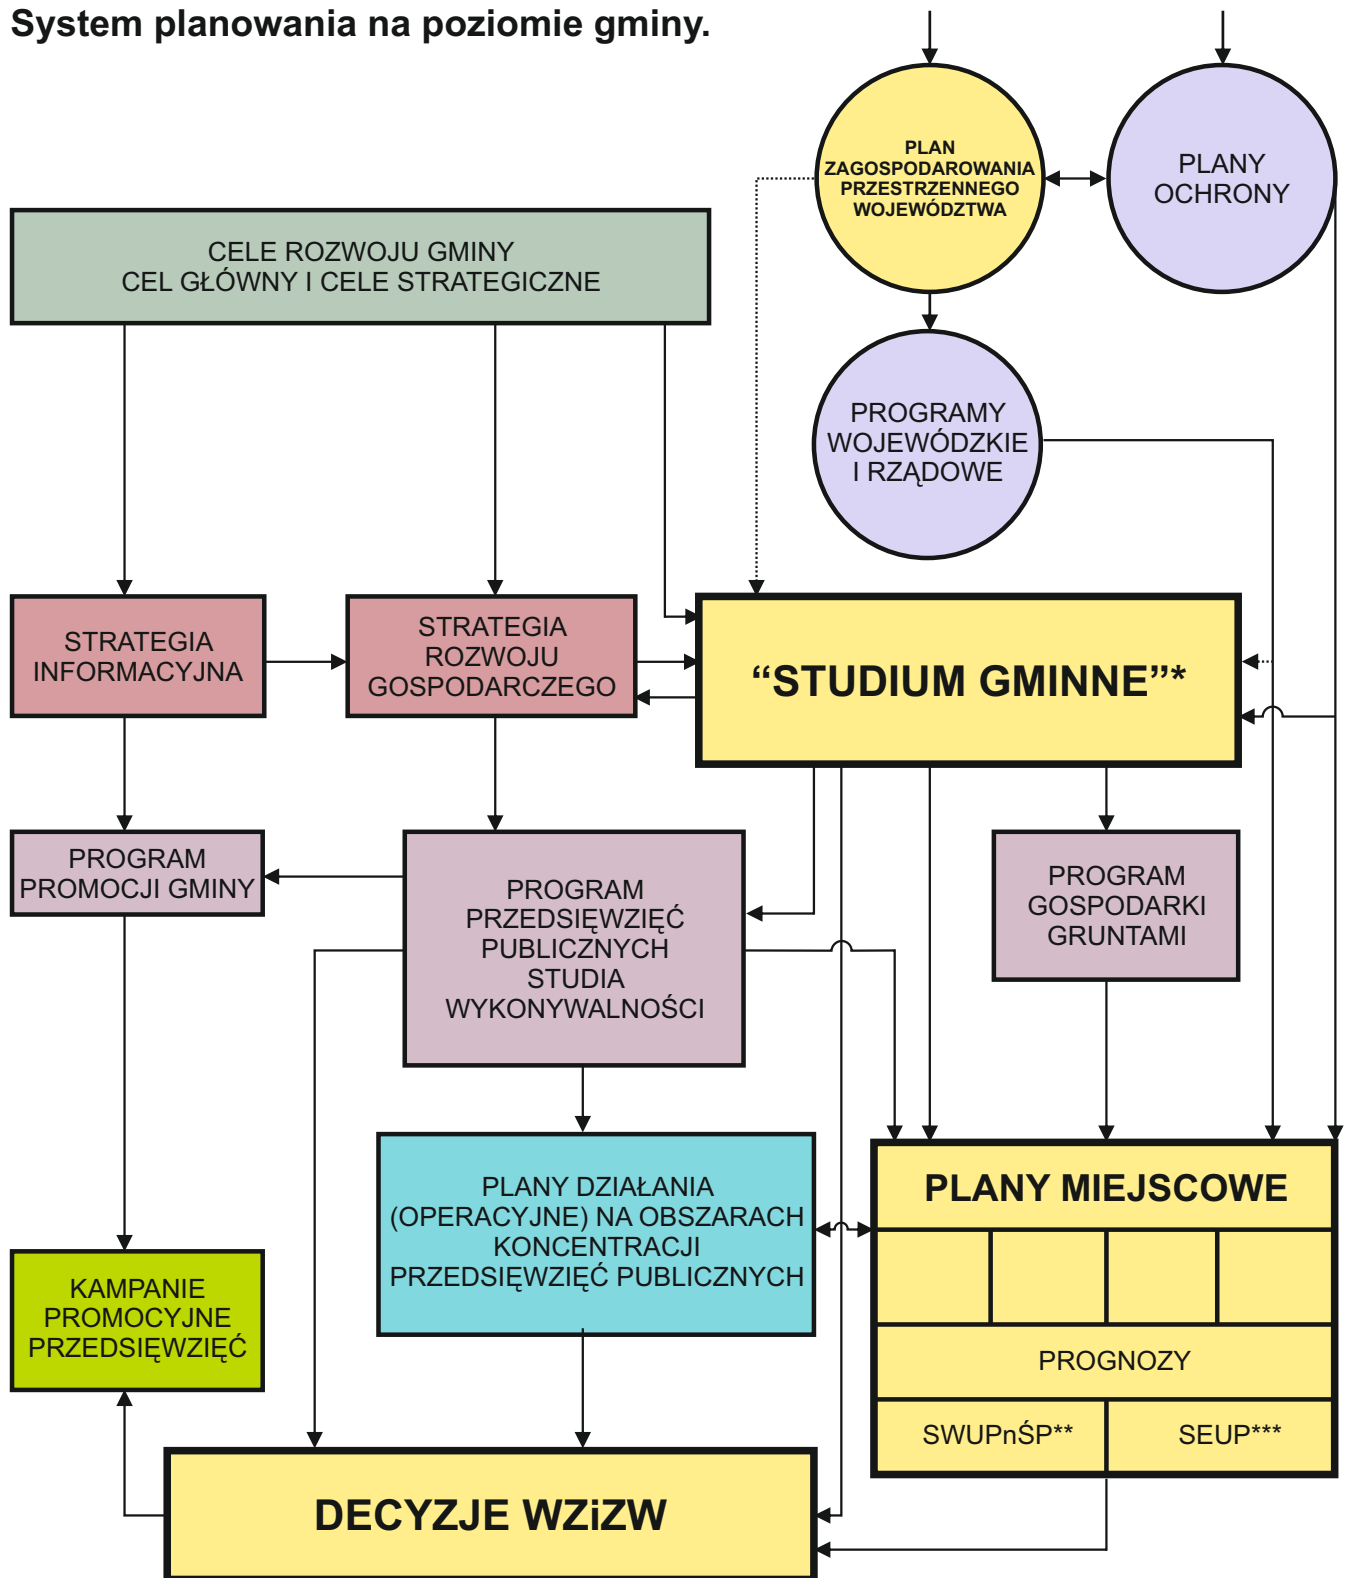 System planowania na poziomie gminy.
PLAN
ZAGOSPODAROWANIA
PRZESTRZENNEGO
WOJEWÓDZTWA
PLANY
OCHRONY
CELE ROZWOJU GMINY
CEL GŁÓWNY I CELE STRATEGICZNE
PROGRAMY
WOJEWÓDZKIE
I RZĄDOWE
STRATEGIA
INFORMACYJNA
STRATEGIA
ROZWOJU
GOSPODARCZEGO
“STUDIUM GMINNE”*
PROGRAM
PROMOCJI GMINY
PROGRAM
PRZEDSIĘWZIĘĆ
PUBLICZNYCH
STUDIA
WYKONYWALNOŚCI
PROGRAM
GOSPODARKI
GRUNTAMI
PLANY DZIAŁANIA
(OPERACYJNE) NA OBSZARACH
KONCENTRACJI
PRZEDSIĘWZIĘĆ PUBLICZNYCH
PLANY MIEJSCOWE
KAMPANIE
PROMOCYJNE
PRZEDSIĘWZIĘĆ
PROGNOZY
SWUPnŚP**
SEUP***
DECYZJE WZiZW